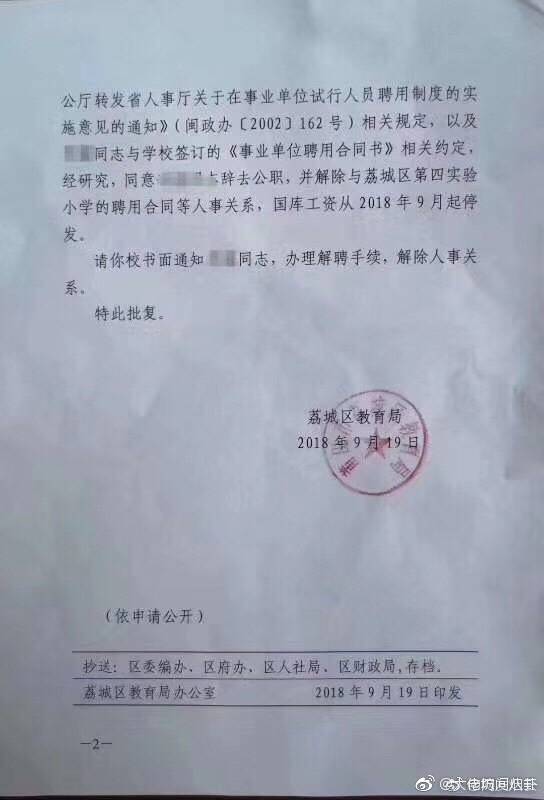 公厅转发省人事厅关于在事业单位试行人员聘用制度的实
施意见的通知》(闽政办〔2002〕162号)相关规定,以及
同志与学校签订的《事业单位聘用合同书》相关约定,
经研究,同意 辞去公职,并解除与荔城区第四实验
小学的聘用合同等人事关系,国库工资从2018年9月起停
发。
请你校书面通知 同志,办理解聘手续,解除人事关
系。
特此批复。
荔城区教育局
2018年9月19日
(依申请公开)
抄送:区委编办、区府办、区人社局、区财政局,存档.
荔城区教育局办公室 2018年9月19日印发
—2—